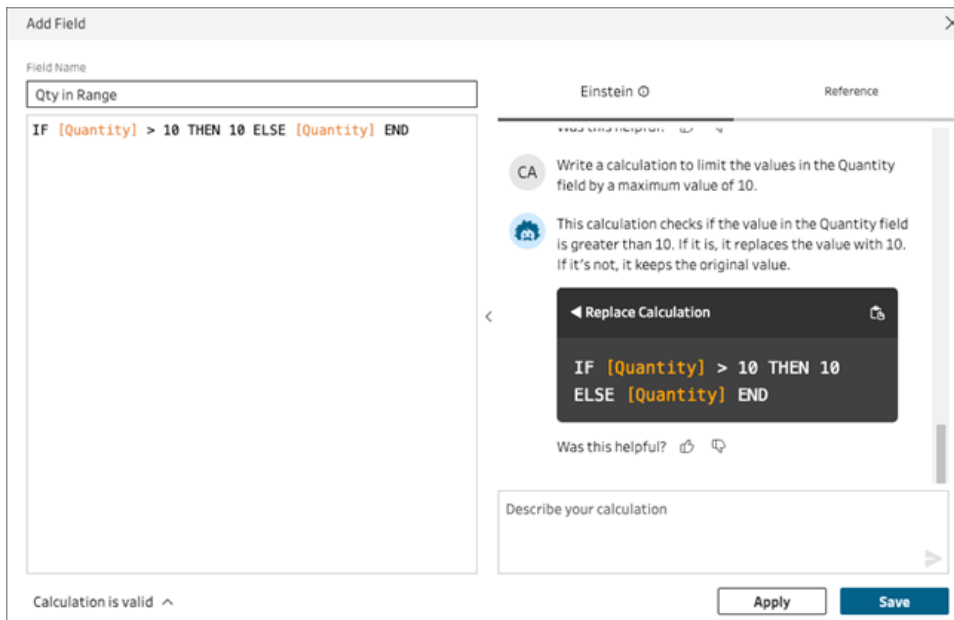 Add Field
Field Name
Qty in Range
IF [Quantity] > 10 THEN 10 ELSE [Quantity] END
Einstein
Reference
Was this helpful?
CA
Write a calculation to limit the values in the Quantity
field by a maximum value of 10.
This calculation checks if the value in the Quantity field
is greater than 10. If it is, it replaces the value with 10.
If it's not, it keeps the original value.
Replace Calculation
IF [Quantity] > 10 THEN 10
ELSE [Quantity] END
Was this helpful?
Describe your calculation
Calculation is valid
Apply
Save